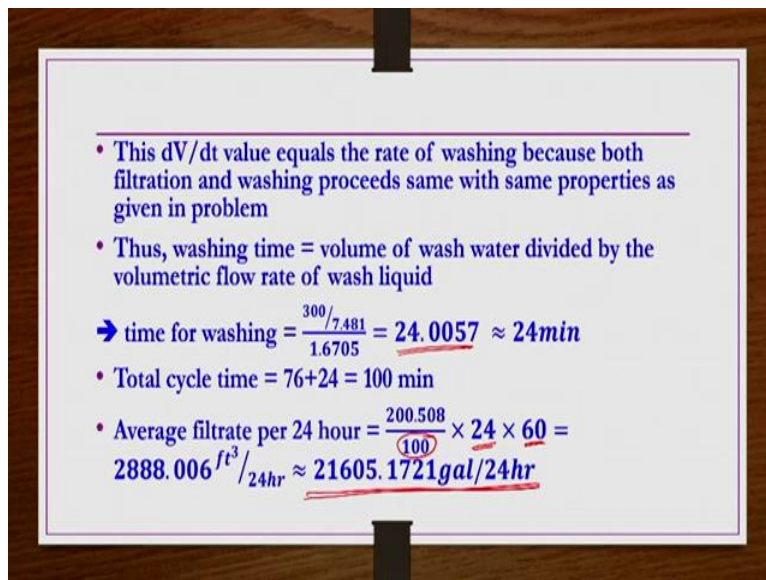 • This dV/dt value equals the rate of washing because both
filtration and washing proceeds same with same properties as
given in problem
• Thus, washing time = volume of wash water divided by the
volumetric flow rate of wash liquid
➔ time for washing = (300/7.481)/1.6705 = 24.0057 ≈ 24min
• Total cycle time = 76+24 = 100 min
• Average filtrate per 24 hour = 200.508/100 × 24 × 60 =
2888.006 ft³/24hr ≈ 21605.1721gal/24hr